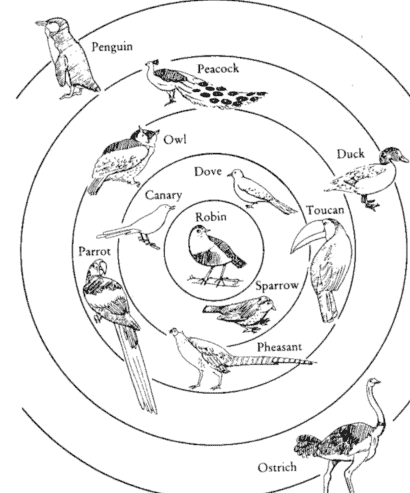 Penguin
Peacock
Owl
Duck
Dove
Canary
Robin
Toucan
Parrot
Sparrow
Pheasant
Ostrich